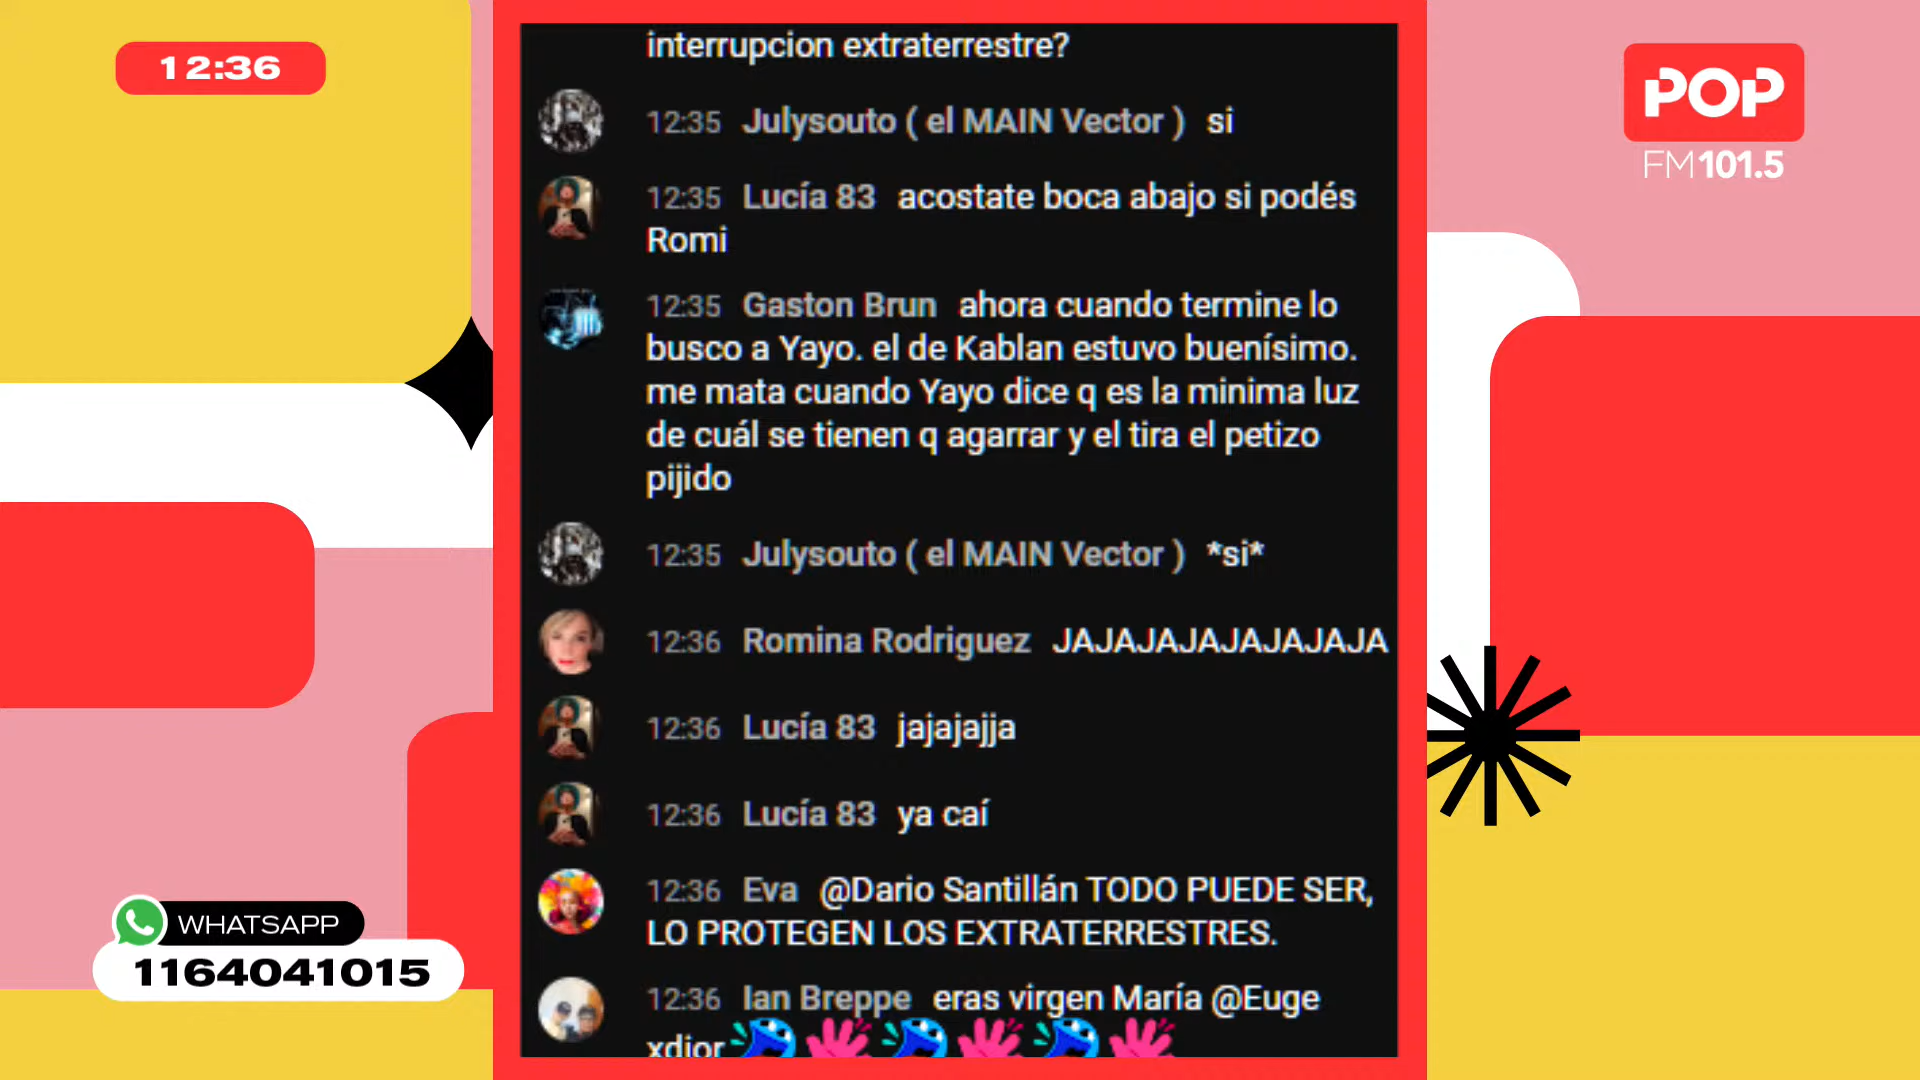 12:36
POP
FM101.5
interrupcion extraterrestre?
12:35 Julysouto ( el MAIN Vector ) si
12:35 Lucía 83 acostate boca abajo si podés
Romi
12:35 Gaston Brun ahora cuando termine lo
busco a Yayo. el de Kablan estuvo buenísimo.
me mata cuando Yayo dice q es la minima luz
de cuál se tienen q agarrar y el tira el petizo
pijido
12:35 Julysouto ( el MAIN Vector ) *si*
12:36 Romina Rodriguez JAJAJAJAJAJAJAJA
12:36 Lucía 83 jajajajja
12:36 Lucía 83 ya caí
12:36 Eva @Dario Santillán TODO PUEDE SER,
LO PROTEGEN LOS EXTRATERRESTRES.
12:36 Ian Breppe eras virgen María @Euge
xdior
WHATSAPP
1164041015